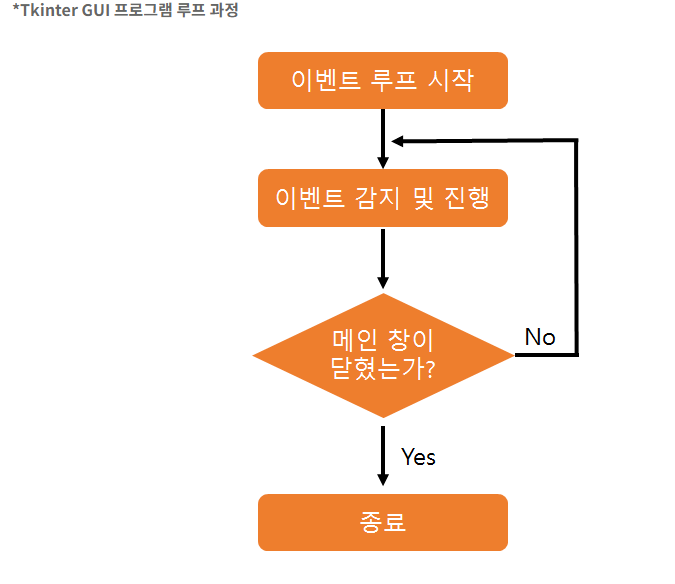 *Tkinter GUI 프로그램 루프 과정
이벤트 루프 시작
이벤트 감지 및 진행
메인 창이
닫혔는가?
No
Yes
종료